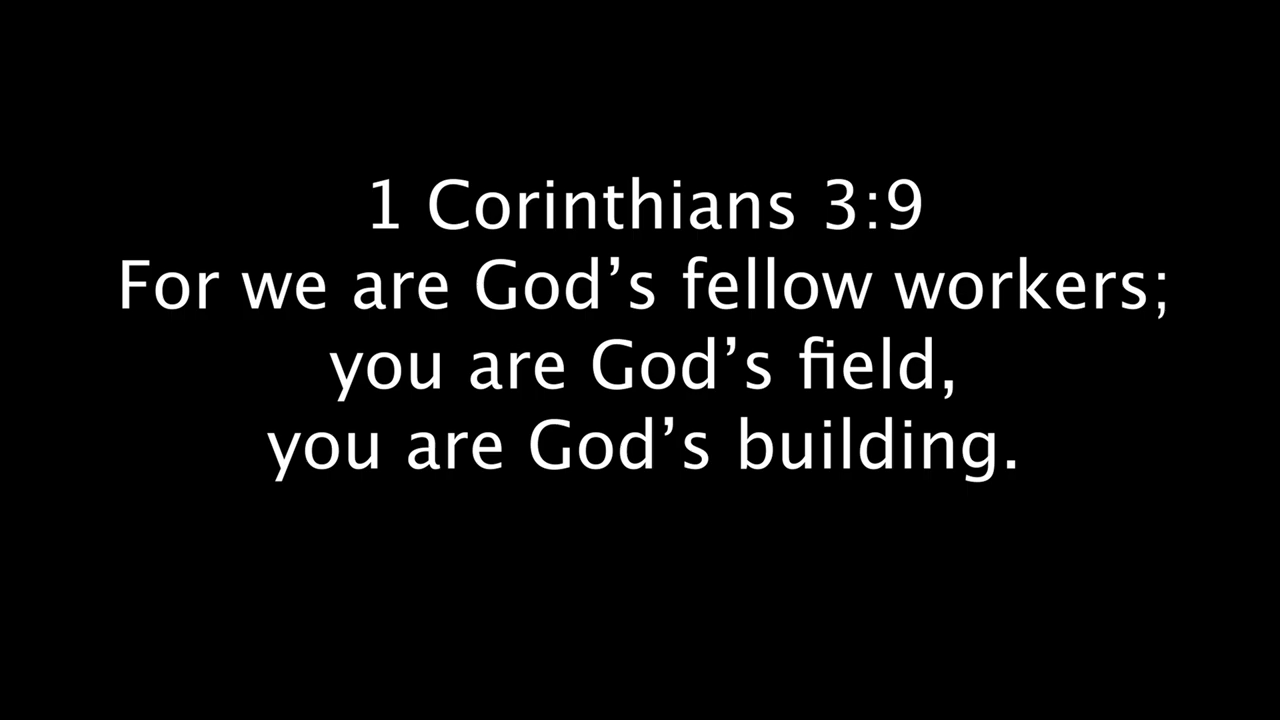 1 Corinthians 3:9
For we are God’s fellow workers;
you are God’s field,
you are God’s building.